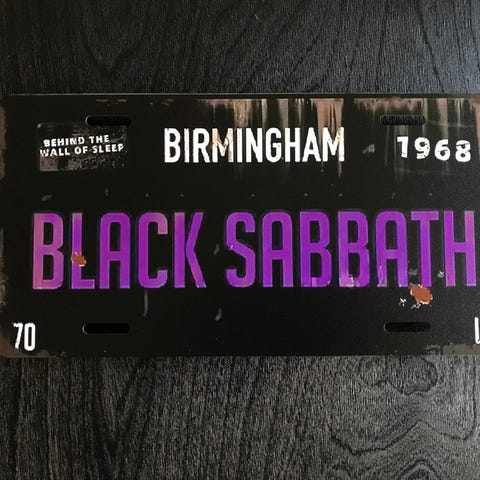 BEHIND THE
WALL OF SLEEP
BIRMINGHAM
1968
BLACK SABBATH
70